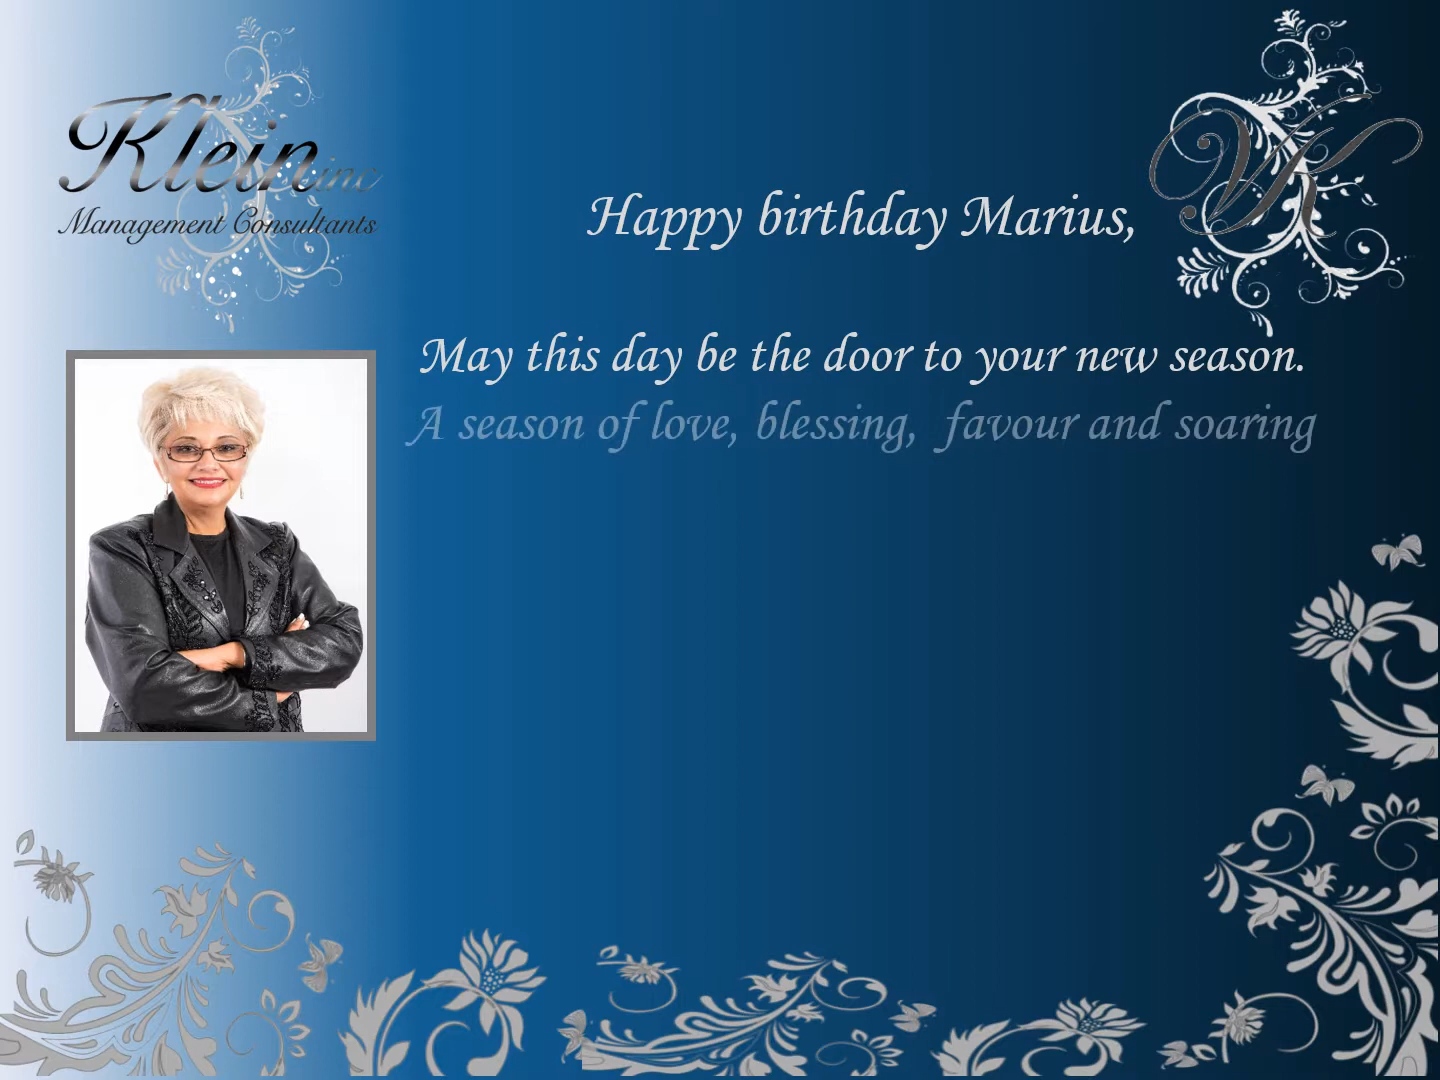 Klein inc
Management Consultants
VK
Happy birthday Marius,
May this day be the door to your new season.
A season of love, blessing, favour and soaring